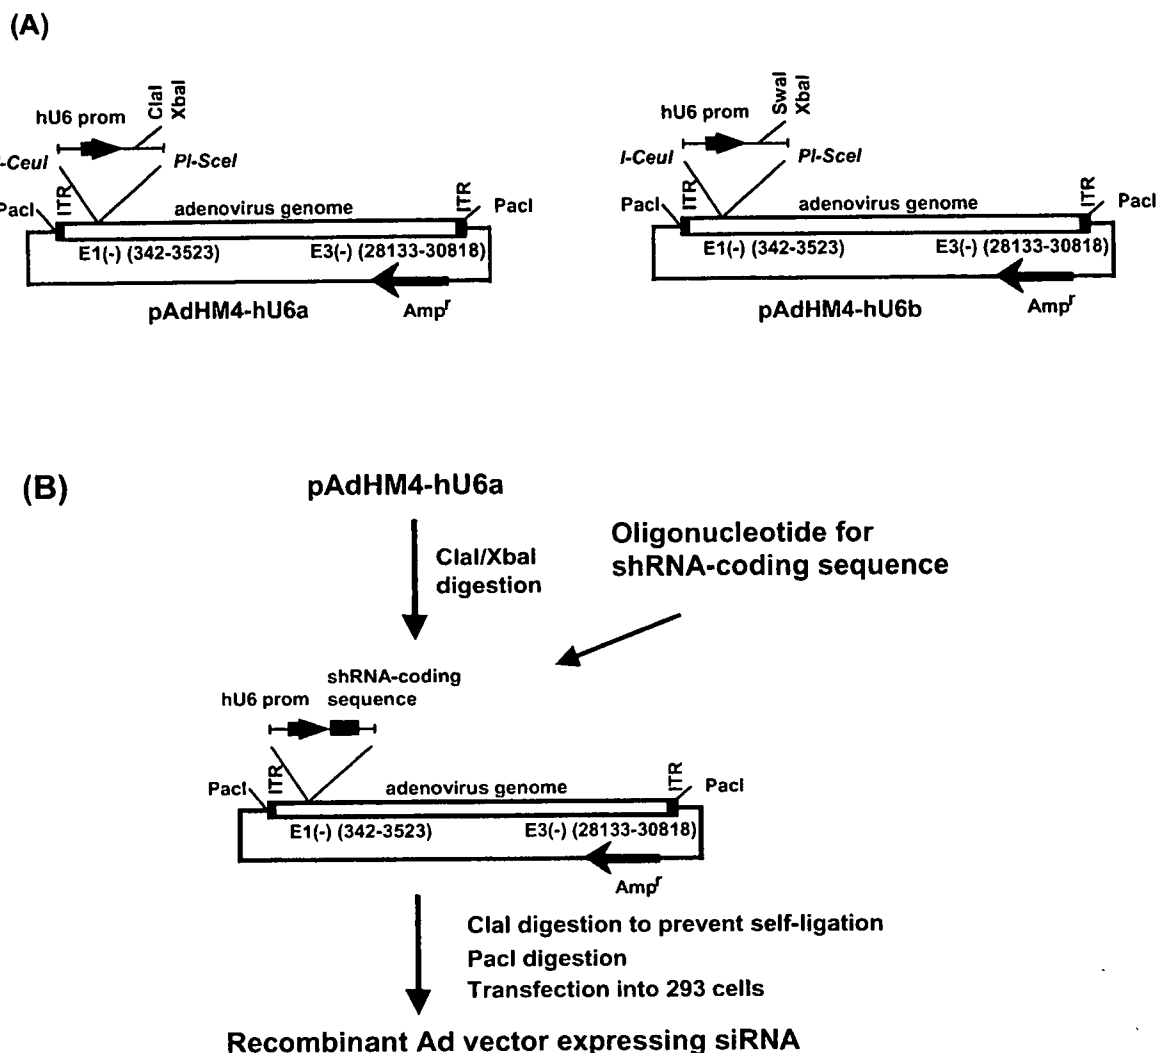 (A)
hU6 prom
ClaI
XbaI
I-CeuI
PI-SceI
PacI
ITR
adenovirus genome
ITR
PacI
E1(-) (342-3523)
E3(-) (28133-30818)
pAdHM4-hU6a
Ampr
hU6 prom
SwaI
XbaI
I-CeuI
PI-SceI
PacI
ITR
adenovirus genome
ITR
PacI
E1(-) (342-3523)
E3(-) (28133-30818)
pAdHM4-hU6b
Ampr
(B)
pAdHM4-hU6a
ClaI/XbaI
digestion
Oligonucleotide for
shRNA-coding sequence
shRNA-coding
hU6 prom
sequence
PacI
ITR
adenovirus genome
ITR
PacI
E1(-) (342-3523)
E3(-) (28133-30818)
Ampr
ClaI digestion to prevent self-ligation
PacI digestion
Transfection into 293 cells
Recombinant Ad vector expressing siRNA